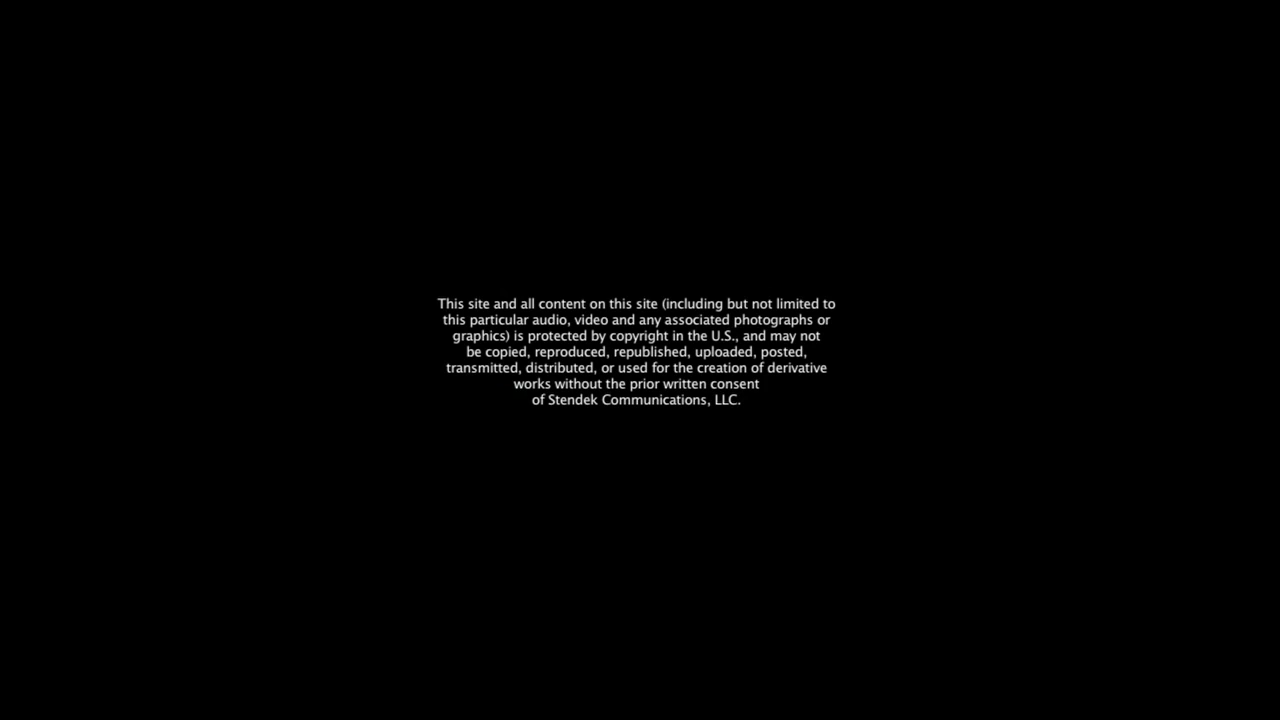 This site and all content on this site (including but not limited to
this particular audio, video and any associated photographs or
graphics) is protected by copyright in the U.S., and may not
be copied, reproduced, republished, uploaded, posted,
transmitted, distributed, or used for the creation of derivative
works without the prior written consent
of Stendek Communications, LLC.